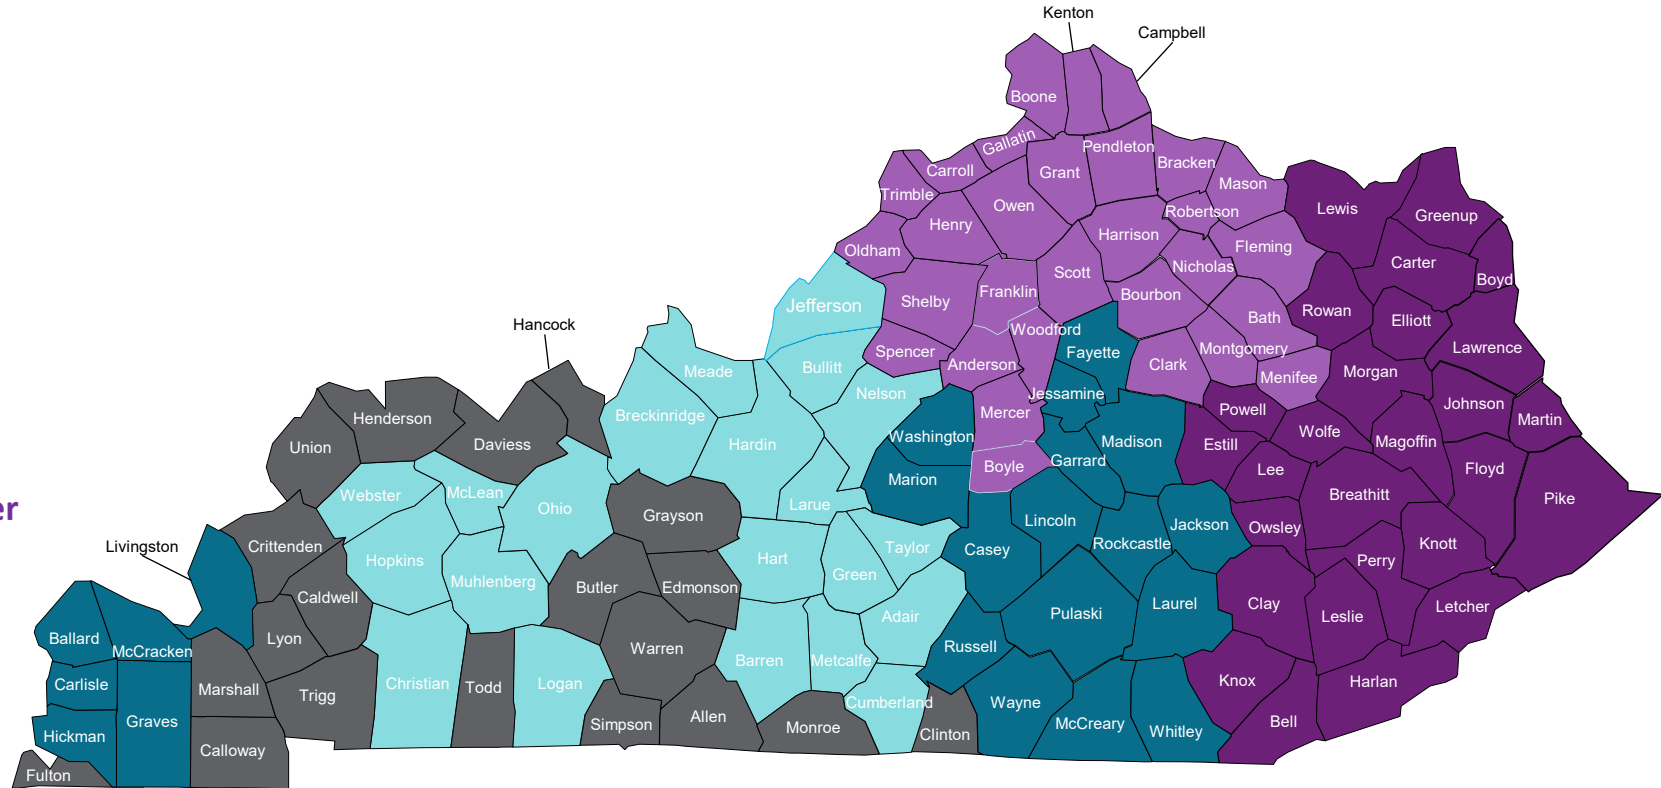 Kenton
Campbell
Boone
Gallatin
Pendleton
Carroll
Grant
Bracken
Trimble
Mason
Owen
Robertson
Lewis
Greenup
Henry
Harrison
Oldham
Fleming
Nicholas
Carter
Scott
Boyd
Shelby
Franklin
Bourbon
Jefferson
Bath
Rowan
Elliott
Hancock
Woodford
Fayette
Montgomery
Lawrence
Spencer
Anderson
Clark
Bullitt
Meade
Menifee
Morgan
Nelson
Jessamine
Breckinridge
Mercer
Powell
Johnson
Martin
Henderson
Daviess
Washington
Madison
Wolfe
Magoffin
Union
Hardin
Estill
Garrard
Boyle
Lee
Floyd
Marion
Webster
McLean
Breathitt
Pike
er
Ohio
Larue
Grayson
Lincoln
Jackson
Owsley
Livingston
Crittenden
Taylor
Casey
Rockcastle
Knott
Hopkins
Hart
Green
Perry
Muhlenberg
Butler
Edmonson
Caldwell
Laurel
Clay
Letcher
Adair
Pulaski
Leslie
Ballard
Lyon
McCracken
Warren
Russell
Barren
Metcalfe
Carlisle
Marshall
Christian
Todd
Logan
Knox
Harlan
Trigg
Cumberland
Wayne
Graves
Allen
Simpson
Monroe
McCreary
Bell
Hickman
Clinton
Whitley
Calloway
Fulton